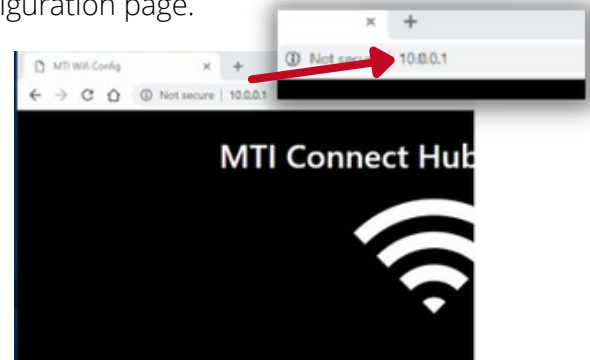 iguration page.
× +
Not secure 10.0.0.1
MTI Wifi Config × +
Not secure | 10.0.0.1
MTI Connect Hub